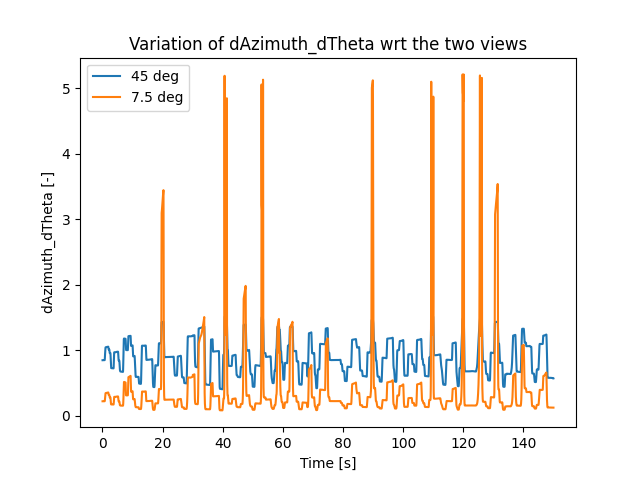 Variation of dAzimuth_dTheta wrt the two views
45 deg
7.5 deg
dAzimuth_dTheta [-]
5
4
3
2
1
0
0 20 40 60 80 100 120 140
Time [s]